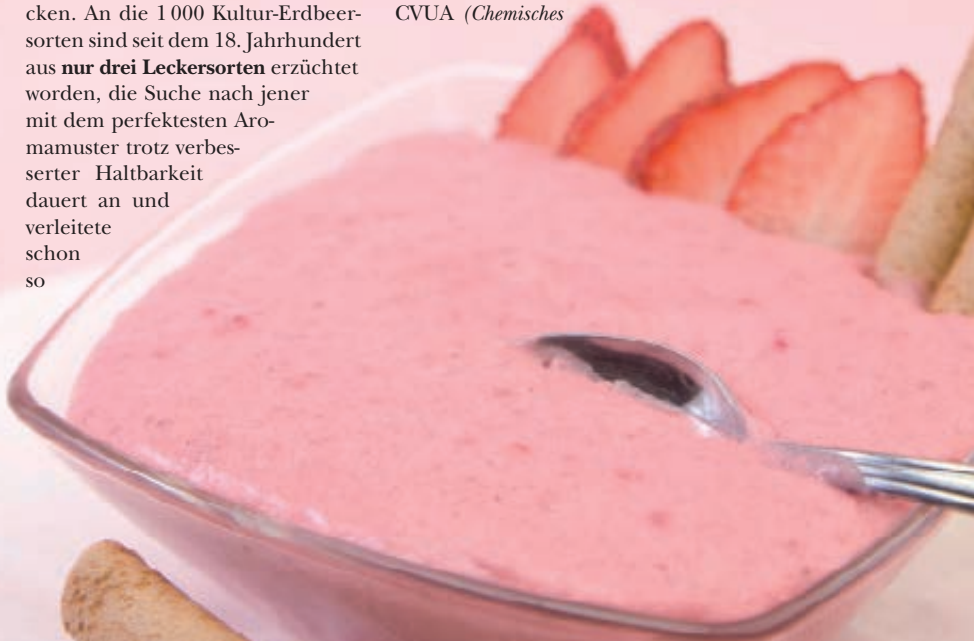 cken. An die 1 000 Kultur-Erdbeer-
sorten sind seit dem 18. Jahrhundert
aus nur drei Leckersorten erzüchtet
worden, die Suche nach jener
mit dem perfektesten Aro-
mamuster trotz verbes-
serter Haltbarkeit
dauert an und
verleitete
schon
so
CVUA (Chemisches